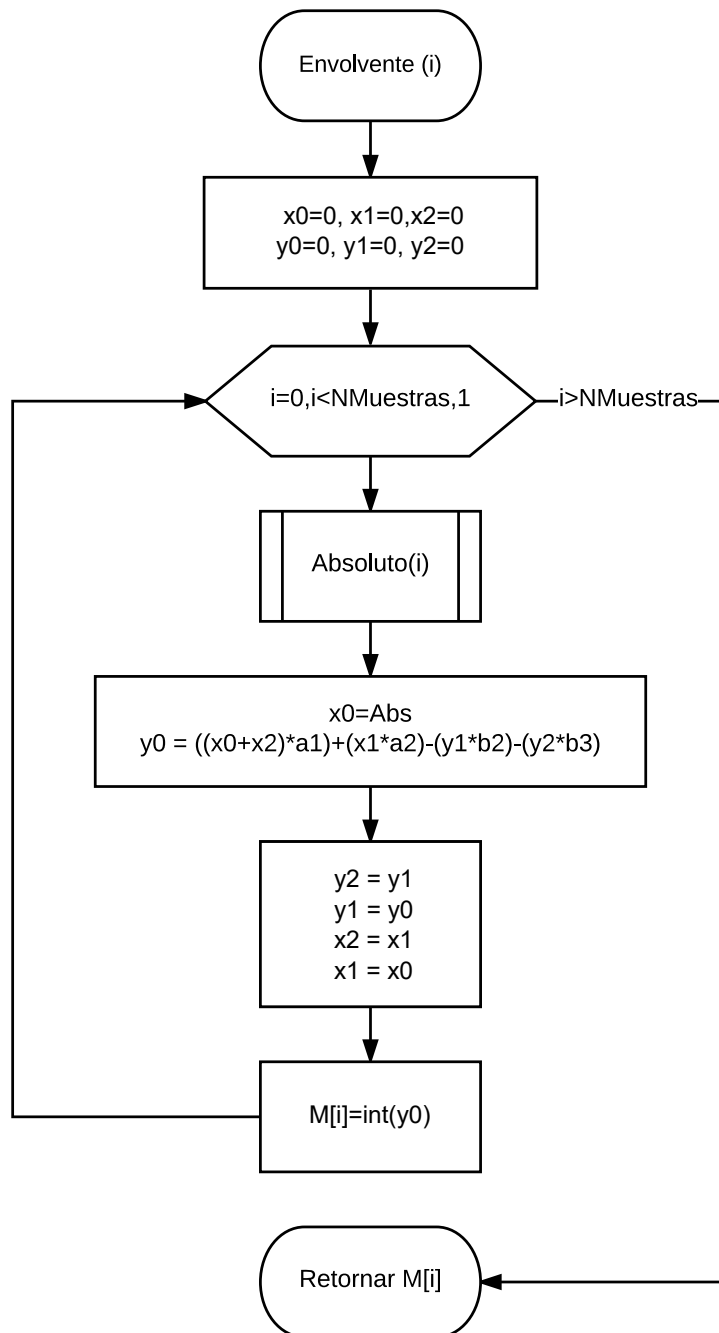 Envolvente (i)
x0=0, x1=0,x2=0
y0=0, y1=0, y2=0
i=0,i<NMuestras,1
i>NMuestras
Absoluto(i)
x0=Abs
y0 = ((x0+x2)*a1)+(x1*a2)-(y1*b2)-(y2*b3)
y2 = y1
y1 = y0
x2 = x1
x1 = x0
M[i]=int(y0)
Retornar M[i]